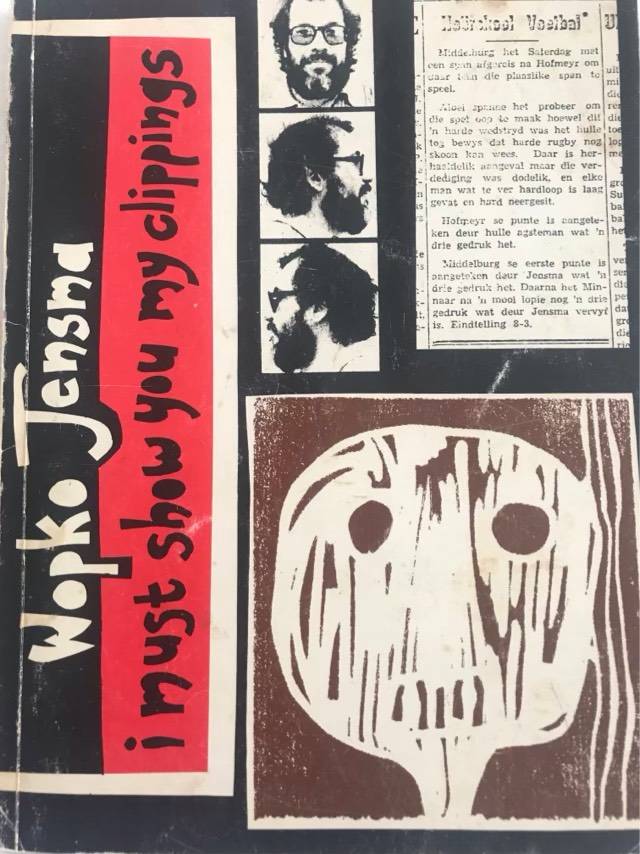 Wopko Jensma
i must show you my clippings
Hoërskool Voetbal
Middelburg het Saterdag met
een span afgereis na Hofmeyr om
daar teen die plaaslike span te
speel.
Albei spanne het probeer om
die spel oop te maak hoewel dit
'n harde wedstryd was het hulle
tog bewys dat harde rugby nog
skoon kan wees. Daar is her-
haaldelik aangeval maar die ver-
dediging was dodelik, en elke
man wat te ver hardloop is laag
gevat en hard neergesit.
Hofmeyr se punte is aangete-
ken deur hulle agsteman wat 'n
drie gedruk het.
Middelburg se eerste punte is
aangeteken deur Jensma wat 'n
drie gedruk het. Daarna het Min-
naar na 'n mooi lopie nog 'n drie
gedruk wat deur Jensma vervyf
is. Eindtelling 8-3.